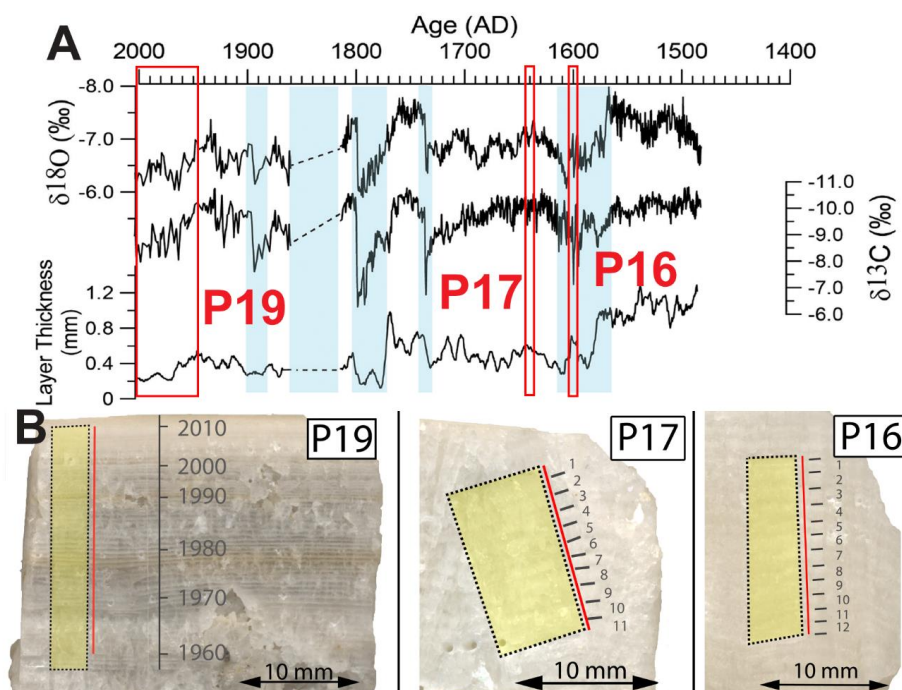 A
Age (AD)
2000 1900 1800 1700 1600 1500 1400
-8.0
-7.0
-6.0
δ18O (‰)
-11.0
-10.0
-9.0
-8.0
-7.0
-6.0
δ13C (‰)
P19 P17 P16
1.2
0.8
0.4
0
Layer Thickness
(mm)
B
P19
2010
2000
1990
1980
1970
1960
10 mm
P17
1
2
3
4
5
6
7
8
9
10
11
10 mm
P16
1
2
3
4
5
6
7
8
9
10
11
12
10 mm